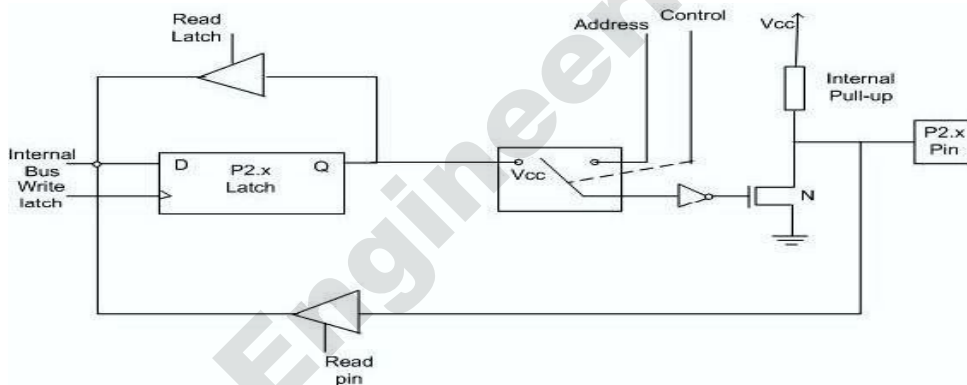 Read
Latch
Address
Control
Vcc
Internal
Pull-up
P2.x
Pin
Internal
Bus
Write
latch
D
P2.x
Latch
Q
Vcc
N
Read
pin
Engineen